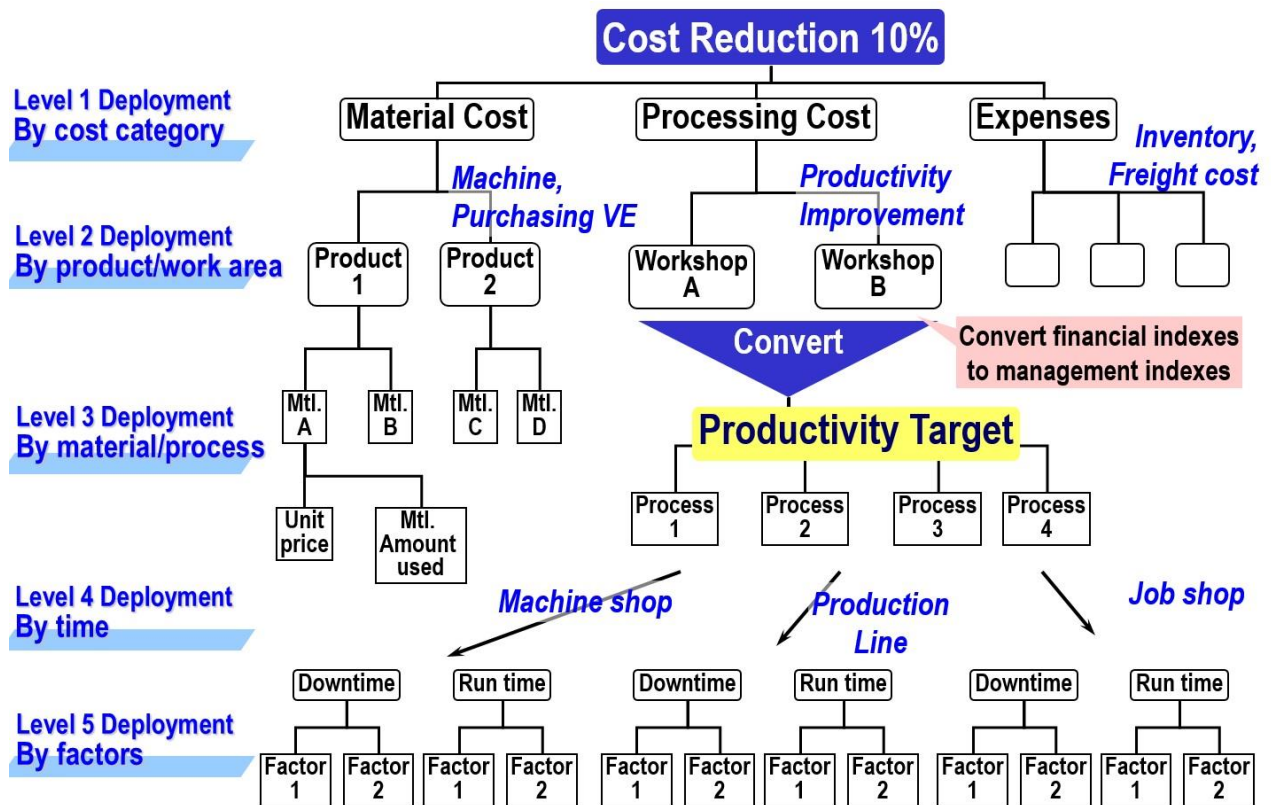 Cost Reduction 10%
Level 1 Deployment
By cost category
Material Cost
Processing Cost
Expenses
Machine,
Purchasing VE
Productivity
Improvement
Inventory,
Freight cost
Level 2 Deployment
By product/work area
Product
1
Product
2
Workshop
A
Workshop
B
Convert
Convert financial indexes
to management indexes
Level 3 Deployment
By material/process
Mtl.
A
Mtl.
B
Mtl.
C
Mtl.
D
Productivity Target
Unit
price
Mtl.
Amount
used
Process
1
Process
2
Process
3
Process
4
Level 4 Deployment
By time
Machine shop
Production
Line
Job shop
Downtime
Run time
Downtime
Run time
Downtime
Run time
Level 5 Deployment
By factors
Factor
1
Factor
2
Factor
1
Factor
2
Factor
1
Factor
2
Factor
1
Factor
2
Factor
1
Factor
2
Factor
1
Factor
2